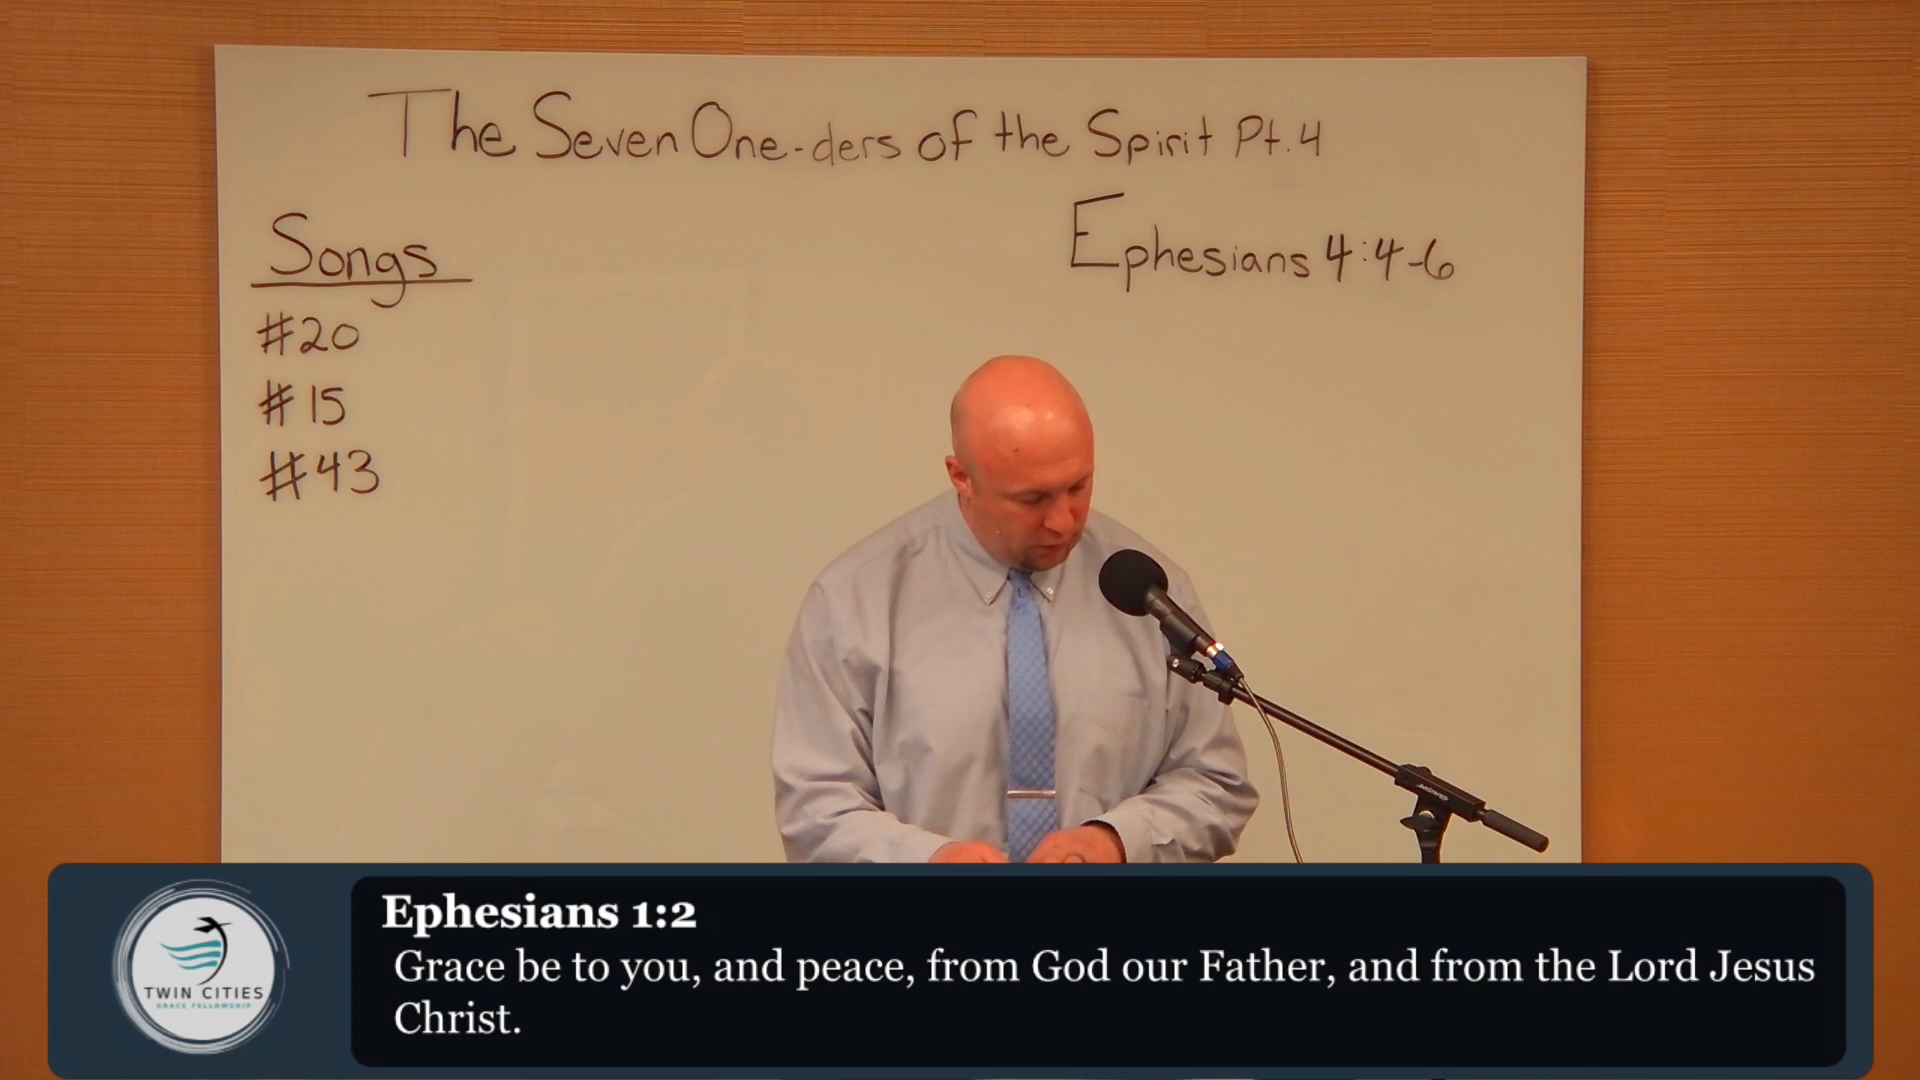 The Seven One-ders of the Spirit Pt. 4
Ephesians 4:4-6
Songs
#20
#15
#43
Ephesians 1:2
Grace be to you, and peace, from God our Father, and from the Lord Jesus
Christ.
TWIN CITIES
GRACE FELLOWSHIP